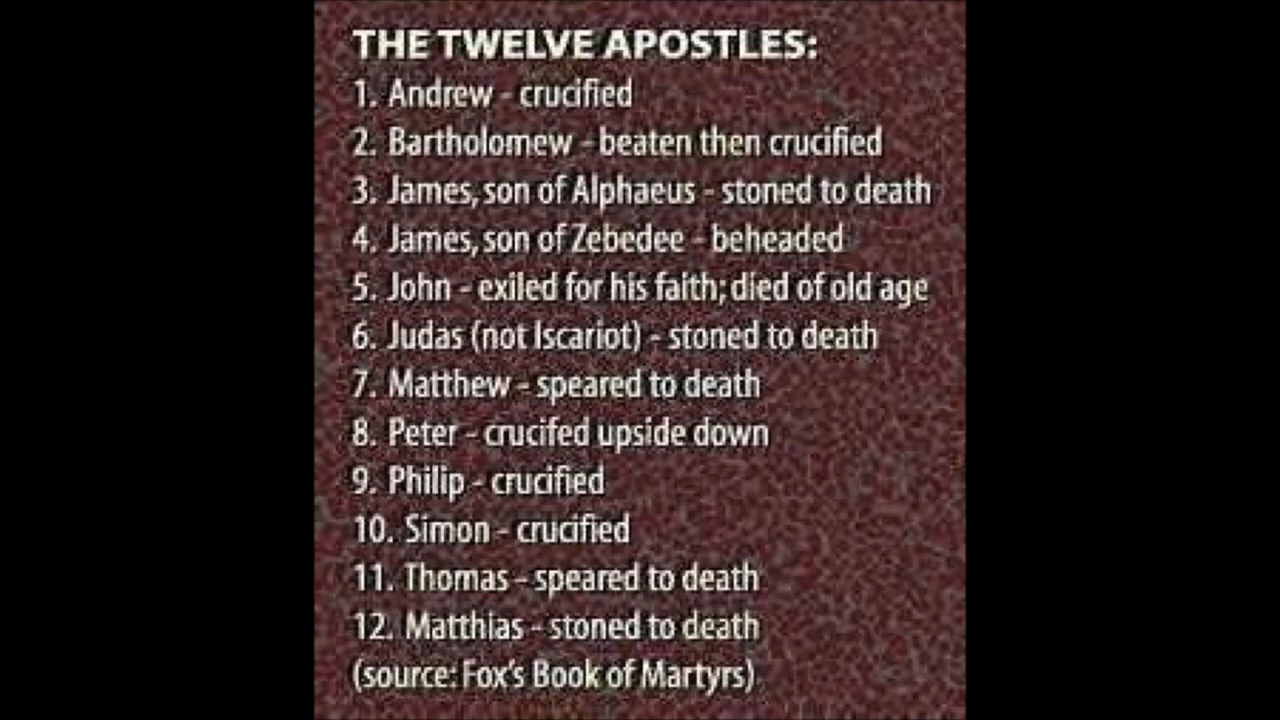 THE TWELVE APOSTLES:
1. Andrew - crucified
2. Bartholomew - beaten then crucified
3. James, son of Alphaeus - stoned to death
4. James, son of Zebedee - beheaded
5. John - exiled for his faith; died of old age
6. Judas (not Iscariot) - stoned to death
7. Matthew - speared to death
8. Peter - crucifed upside down
9. Philip - crucified
10. Simon - crucified
11. Thomas - speared to death
12. Matthias - stoned to death
(source: Fox's Book of Martyrs)